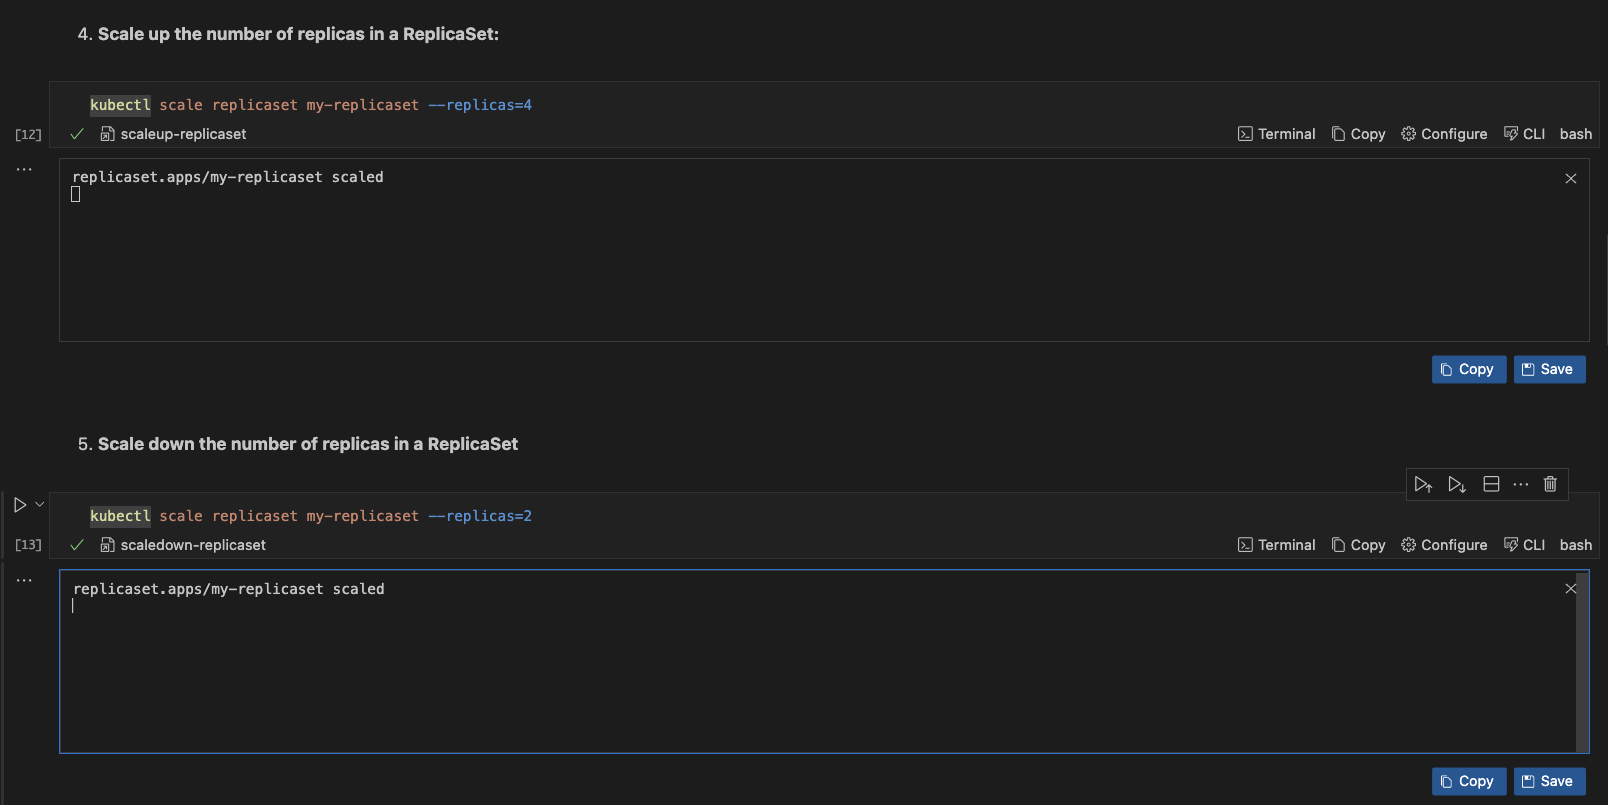 4. Scale up the number of replicas in a ReplicaSet:
kubectl scale replicaset my-replicaset --replicas=4
[12]
scaleup-replicaset
Terminal Copy Configure CLI bash
...
replicaset.apps/my-replicaset scaled
Copy Save
5. Scale down the number of replicas in a ReplicaSet
...
kubectl scale replicaset my-replicaset --replicas=2
[13]
scaledown-replicaset
Terminal Copy Configure CLI bash
...
replicaset.apps/my-replicaset scaled
Copy Save